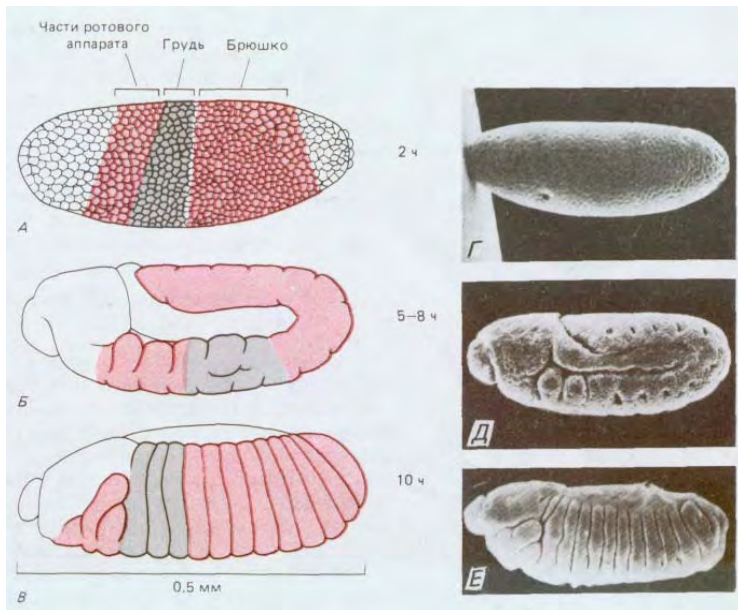 Части ротового
аппарата
Грудь
Брюшко
2 ч
А
Г
5–8 ч
Б
Д
10 ч
Е
0,5 мм
В